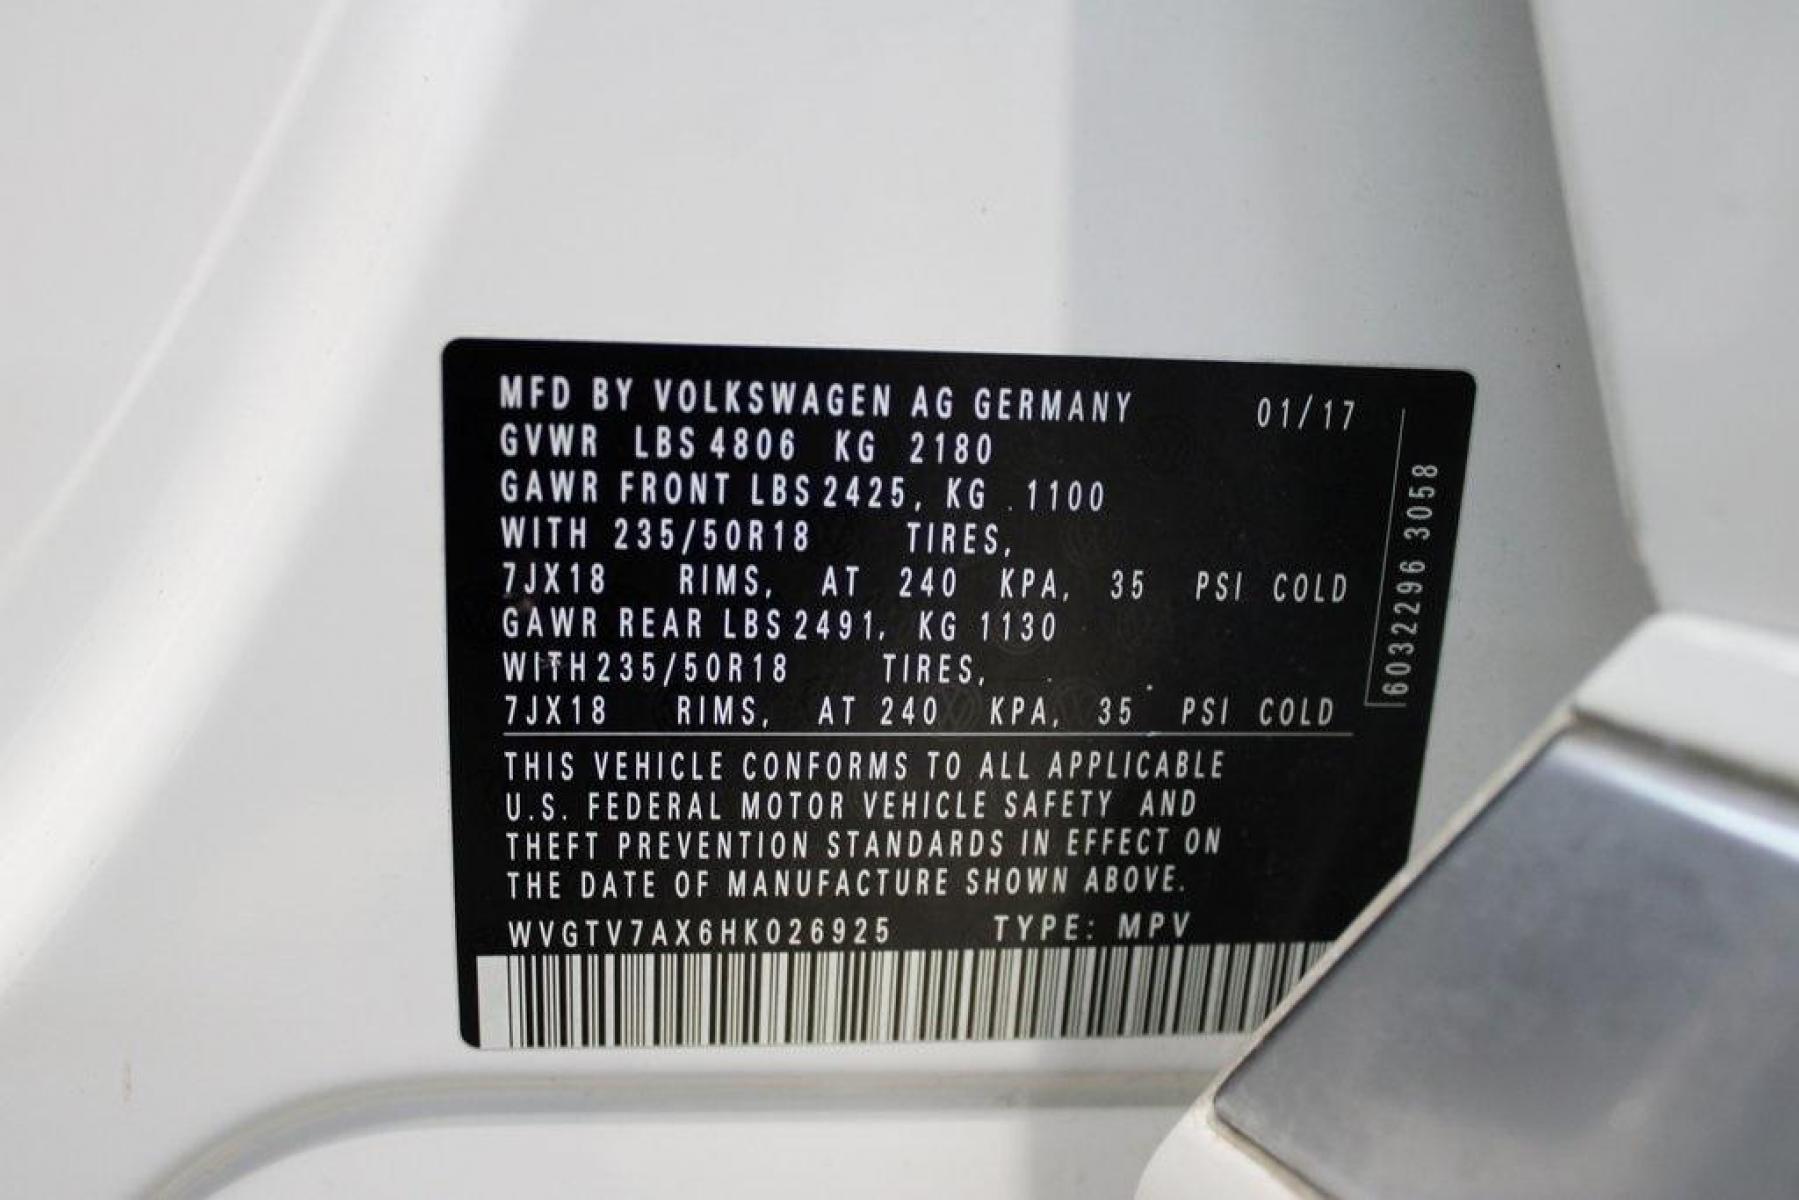 MFD BY VOLKSWAGEN AG GERMANY 01/17
GVWR LBS 4806 KG 2180
GAWR FRONT LBS 2425, KG 1100
WITH 235/50R18 TIRES,
7JX18 RIMS, AT 240 KPA, 35 PSI COLD
GAWR REAR LBS 2491, KG 1130
WITH 235/50R18 TIRES,
7JX18 RIMS, AT 240 KPA, 35 PSI COLD
THIS VEHICLE CONFORMS TO ALL APPLICABLE
U.S. FEDERAL MOTOR VEHICLE SAFETY AND
THEFT PREVENTION STANDARDS IN EFFECT ON
THE DATE OF MANUFACTURE SHOWN ABOVE.
WVGTV7AX6HK026925 TYPE: MPV
6032296 3058